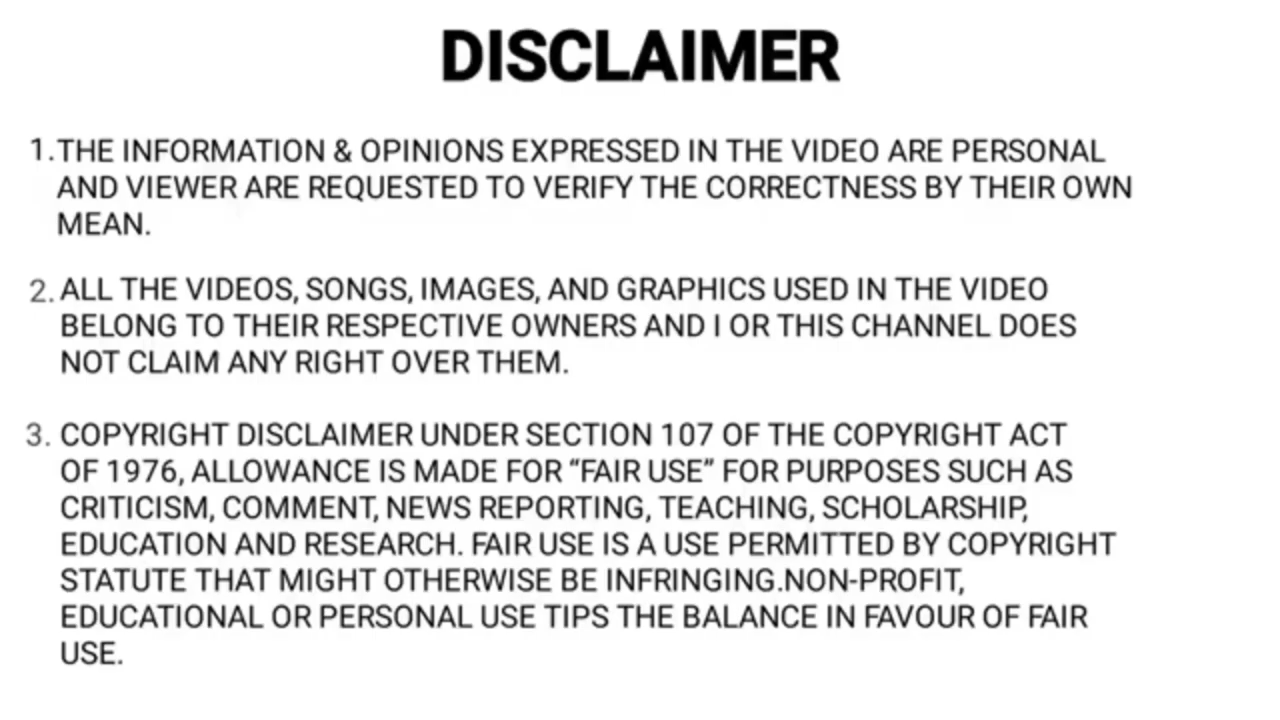 DISCLAIMER
1. THE INFORMATION & OPINIONS EXPRESSED IN THE VIDEO ARE PERSONAL
AND VIEWER ARE REQUESTED TO VERIFY THE CORRECTNESS BY THEIR OWN
MEAN.
2. ALL THE VIDEOS, SONGS, IMAGES, AND GRAPHICS USED IN THE VIDEO
BELONG TO THEIR RESPECTIVE OWNERS AND I OR THIS CHANNEL DOES
NOT CLAIM ANY RIGHT OVER THEM.
3. COPYRIGHT DISCLAIMER UNDER SECTION 107 OF THE COPYRIGHT ACT
OF 1976, ALLOWANCE IS MADE FOR “FAIR USE” FOR PURPOSES SUCH AS
CRITICISM, COMMENT, NEWS REPORTING, TEACHING, SCHOLARSHIP,
EDUCATION AND RESEARCH. FAIR USE IS A USE PERMITTED BY COPYRIGHT
STATUTE THAT MIGHT OTHERWISE BE INFRINGING.NON-PROFIT,
EDUCATIONAL OR PERSONAL USE TIPS THE BALANCE IN FAVOUR OF FAIR
USE.